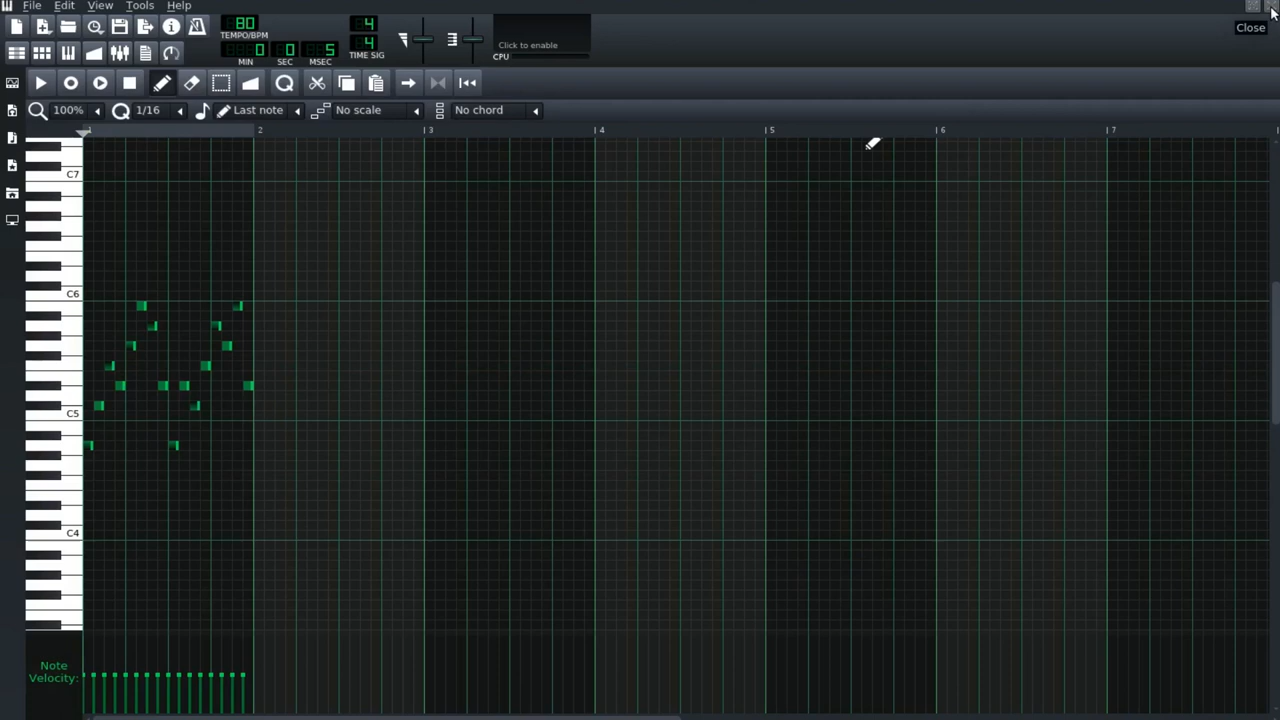 File Edit View Tools Help
80
TEMPO/BPM
0 0 5
MIN SEC MSEC
4
4
TIME SIG
Click to enable
CPU
Close
100% 1/16 Last note No scale No chord
1 2 3 4 5 6 7
C7
C6
C5
C4
Note
Velocity: